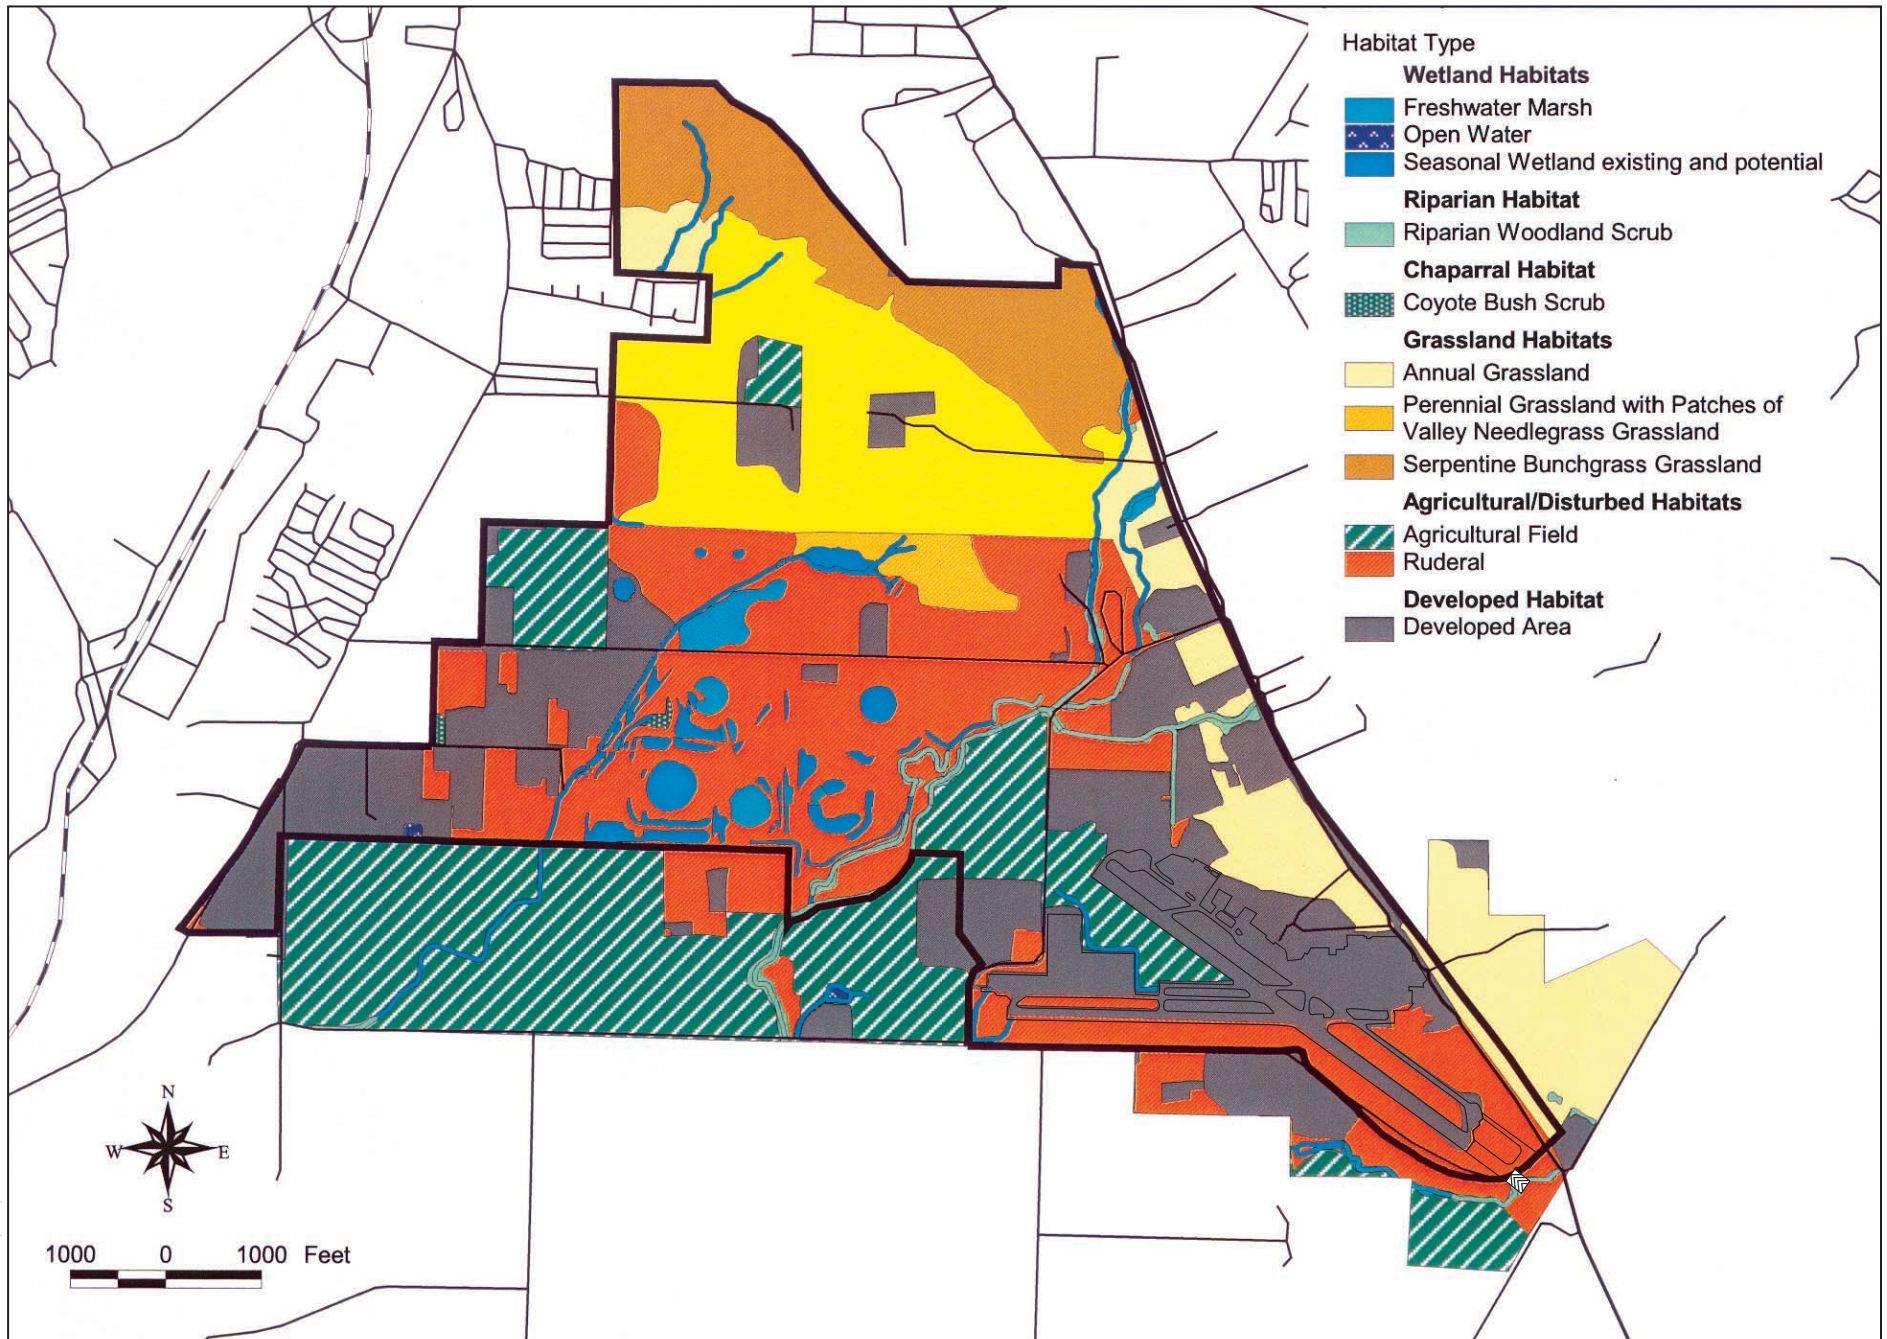 Habitat Type
Wetland Habitats
Freshwater Marsh
Open Water
Seasonal Wetland existing and potential
Riparian Habitat
Riparian Woodland Scrub
Chaparral Habitat
Coyote Bush Scrub
Grassland Habitats
Annual Grassland
Perennial Grassland with Patches of
Valley Needlegrass Grassland
Serpentine Bunchgrass Grassland
Agricultural/Disturbed Habitats
Agricultural Field
Ruderal
Developed Habitat
Developed Area
N
W E
S
1000 0 1000 Feet